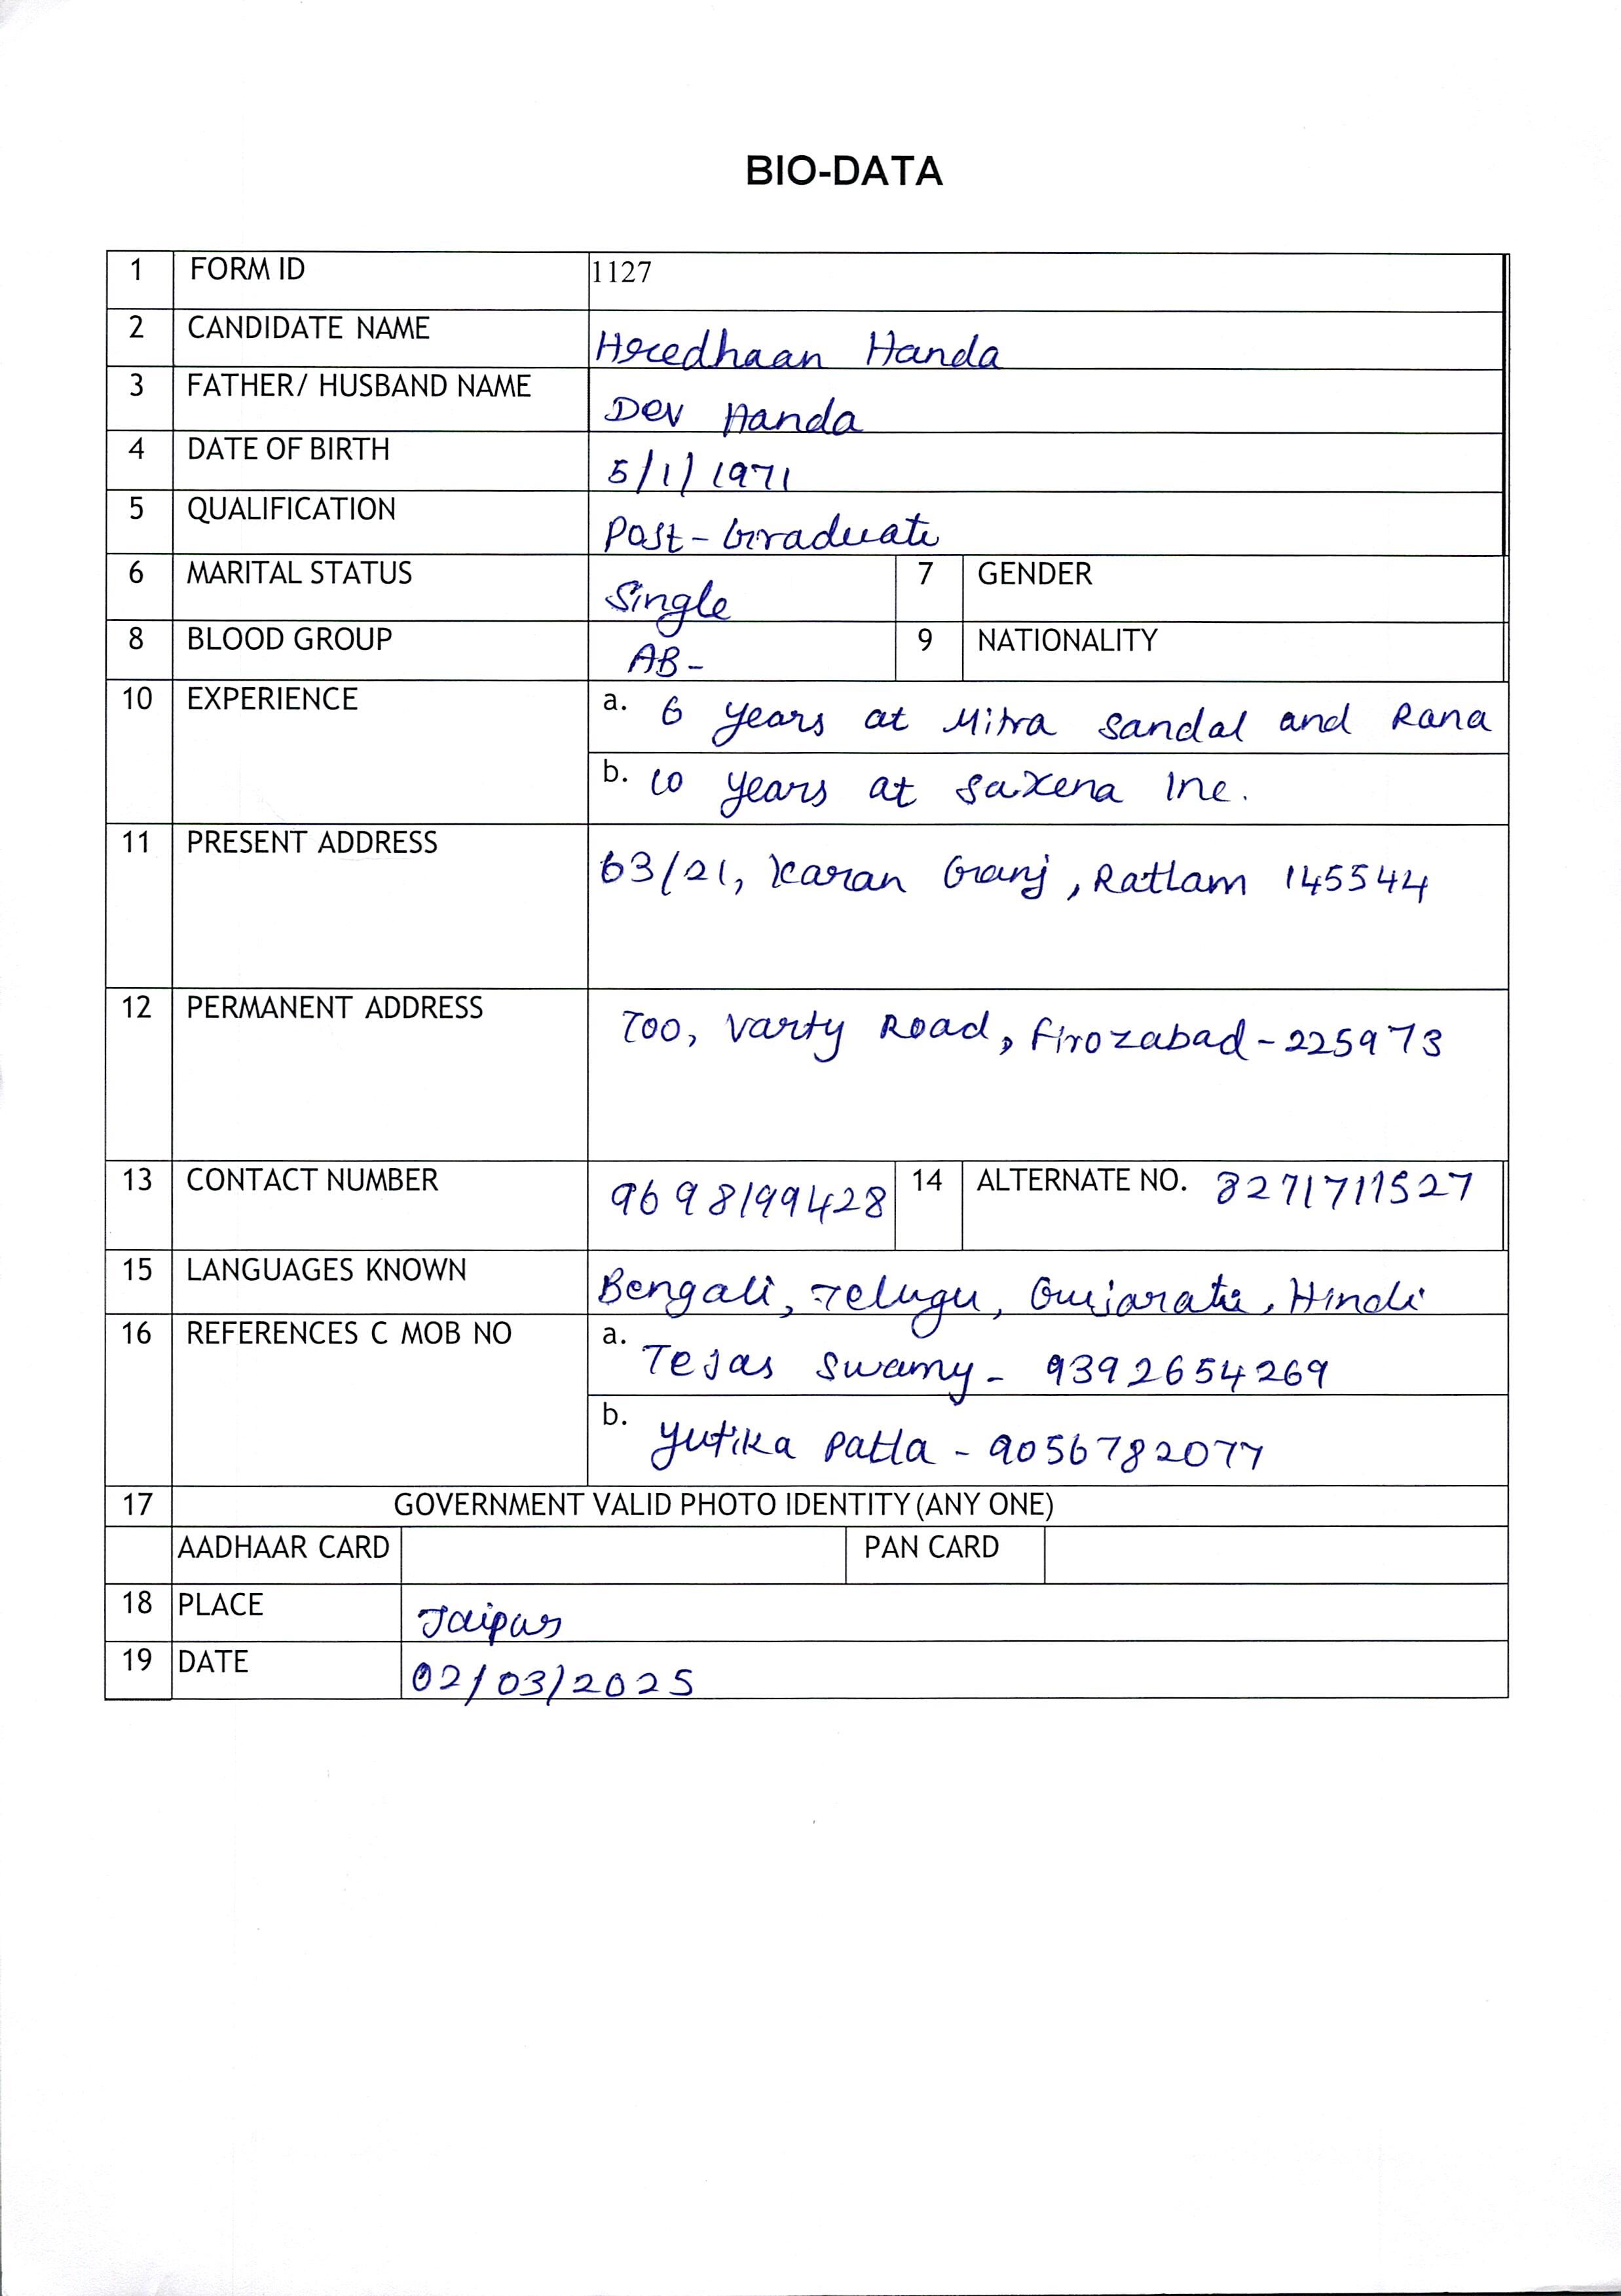 BIO-DATA
1 FORM ID 1127
2 CANDIDATE NAME Hredhaan Handa
3 FATHER/ HUSBAND NAME Dev Handa
4 DATE OF BIRTH 5/1/1971
5 QUALIFICATION Post-Graduate
6 MARITAL STATUS Single 7 GENDER
8 BLOOD GROUP AB- 9 NATIONALITY
10 EXPERIENCE a. 6 years at Mitra Sandal and Rana
b. 10 years at Saxena Inc.
11 PRESENT ADDRESS 63/21, Karan Ganj, Ratlam 145544
12 PERMANENT ADDRESS 700, Varty Road, Firozabad-225973
13 CONTACT NUMBER 9698199428 14 ALTERNATE NO. 8271711527
15 LANGUAGES KNOWN Bengali, Telugu, Gujarati, Hindi
16 REFERENCES C MOB NO a. Tejas Swamy- 9392654269
b. Yutika Patla - 9056782077
17 GOVERNMENT VALID PHOTO IDENTITY (ANY ONE)
AADHAAR CARD PAN CARD
18 PLACE Jaipur
19 DATE 02/03/2025